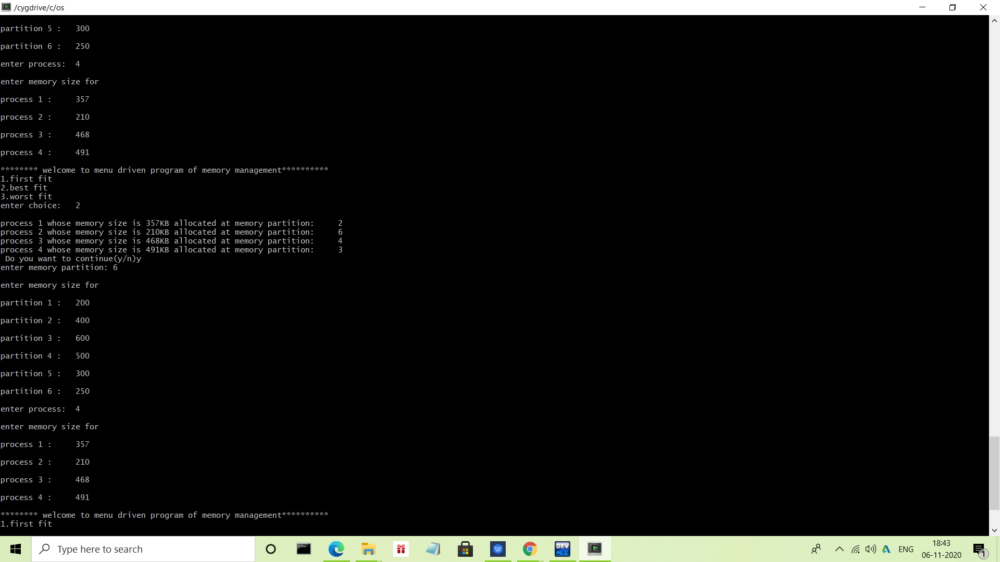 /cygdrive/c/os
partition 5 :   300
partition 6 :   250
enter process:  4
enter memory size for
process 1 :     357
process 2 :     210
process 3 :     468
process 4 :     491
******** welcome to menu driven program of memory management**********
1.first fit
2.best fit
3.worst fit
enter choice:   2
process 1 whose memory size is 357KB allocated at memory partition:     2
process 2 whose memory size is 210KB allocated at memory partition:     6
process 3 whose memory size is 468KB allocated at memory partition:     4
process 4 whose memory size is 491KB allocated at memory partition:     3
 Do you want to continue(y/n)y
enter memory partition: 6
enter memory size for
partition 1 :   200
partition 2 :   400
partition 3 :   600
partition 4 :   500
partition 5 :   300
partition 6 :   250
enter process:  4
enter memory size for
process 1 :     357
process 2 :     210
process 3 :     468
process 4 :     491
******** welcome to menu driven program of memory management**********
1.first fit
Type here to search
W
DEV
C++
ENG
18:43
06-11-2020
1